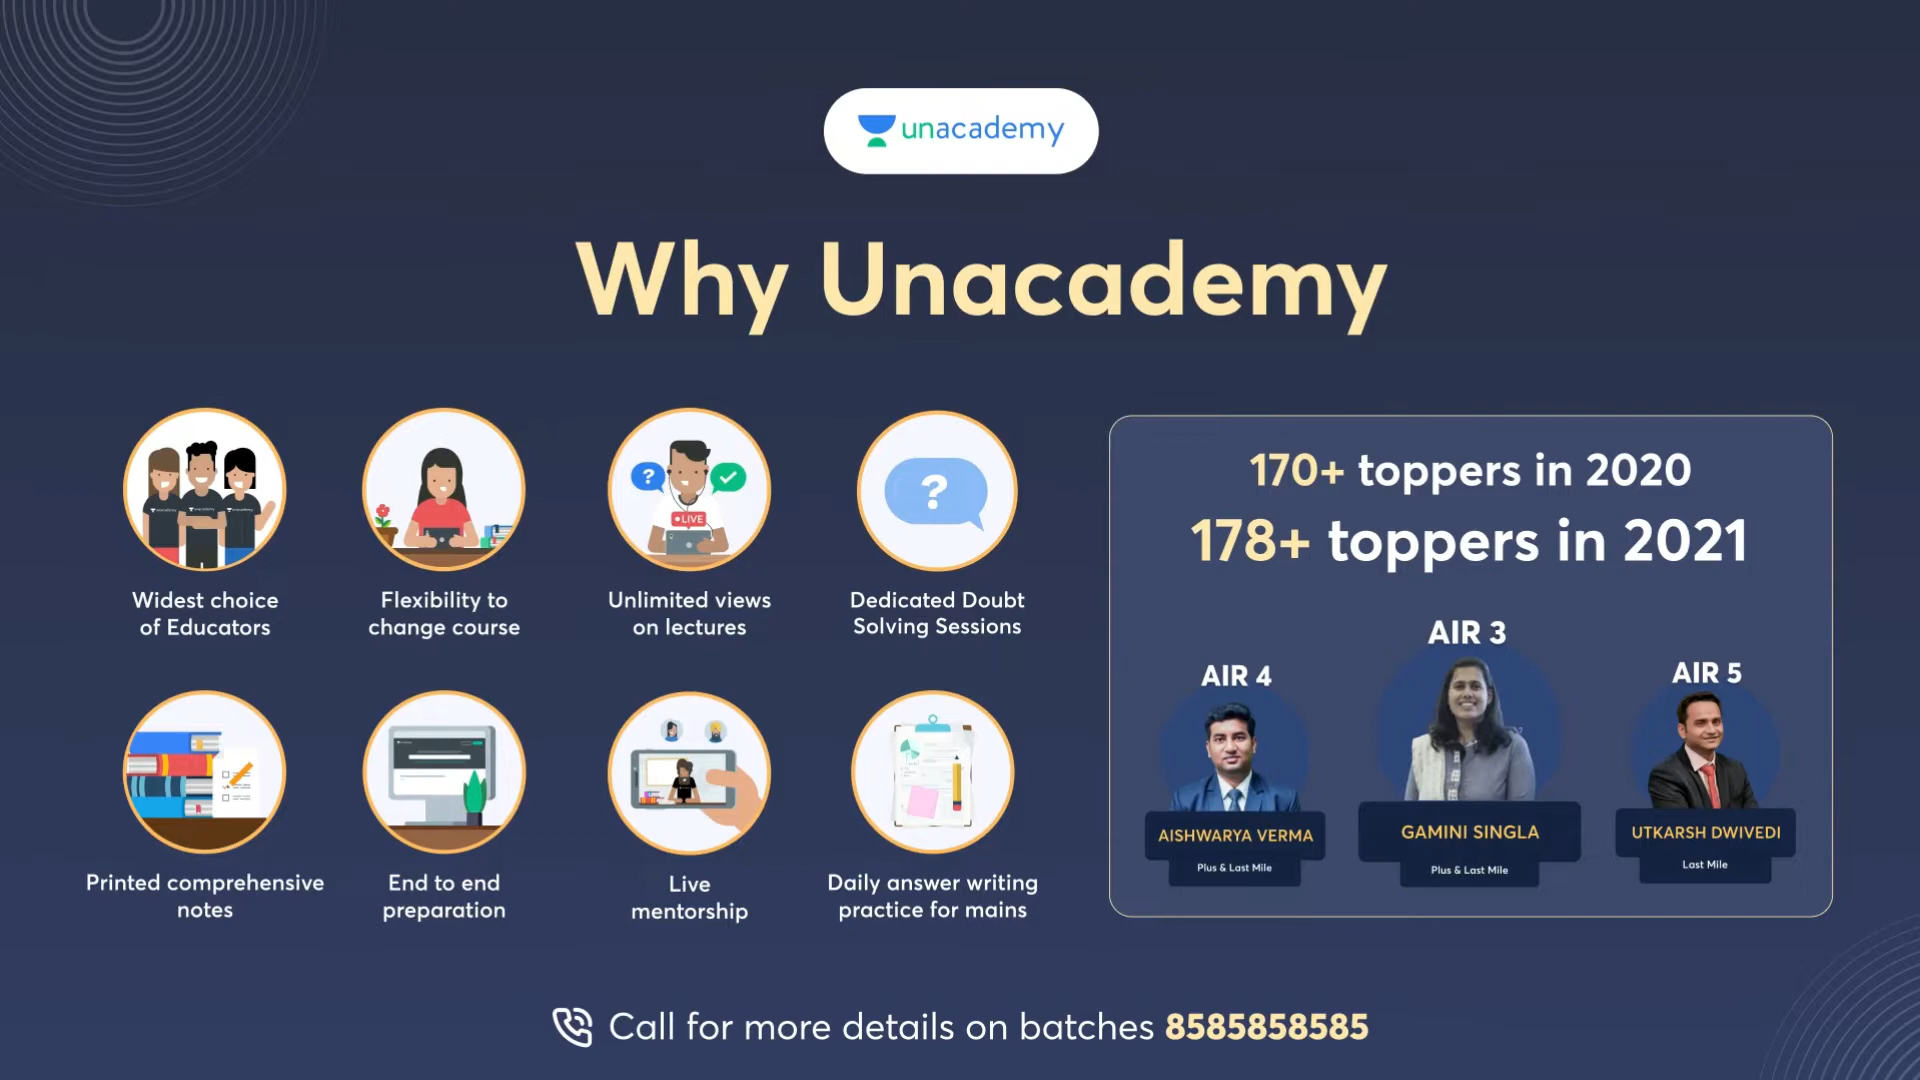 unacademy
Why Unacademy
? LIVE
?
Widest choice
of Educators
Flexibility to
change course
Unlimited views
on lectures
Dedicated Doubt
Solving Sessions
Printed comprehensive
notes
End to end
preparation
Live
mentorship
Daily answer writing
practice for mains
170+ toppers in 2020
178+ toppers in 2021
AIR 4
AISHWARYA VERMA
Plus & Last Mile
AIR 3
GAMINI SINGLA
Plus & Last Mile
AIR 5
UTKARSH DWIVEDI
Last Mile
Call for more details on batches 8585858585